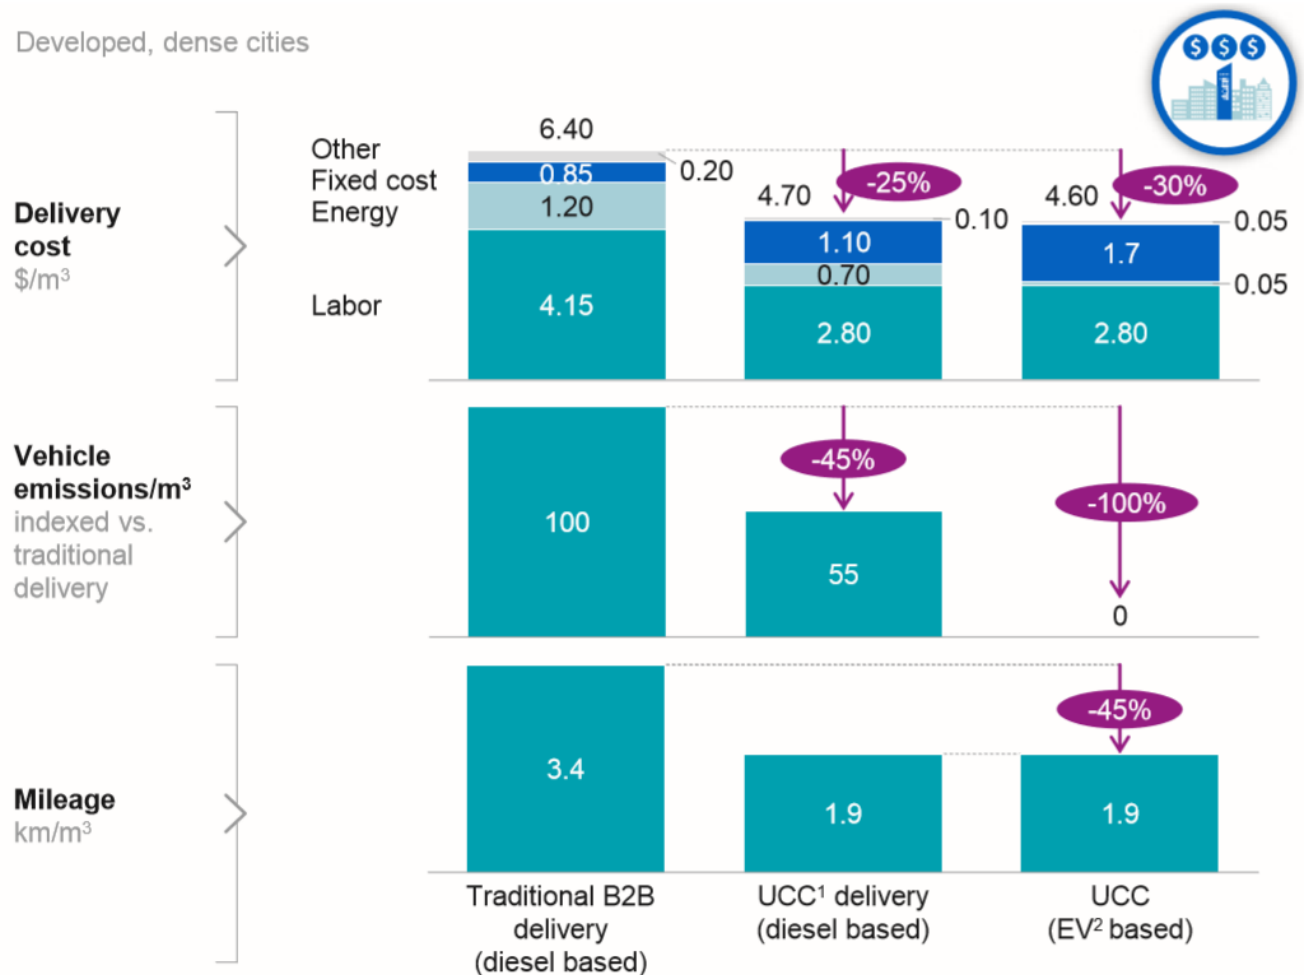 Developed, dense cities
$ $ $
Delivery
cost
$/m³
Other
Fixed cost
Energy
Labor
6.40
0.20
0.85
1.20
4.15
4.70
-25%
0.10
1.10
0.70
2.80
4.60
-30%
0.05
1.7
0.05
2.80
Vehicle
emissions/m³
indexed vs.
traditional
delivery
100
-45%
55
-100%
0
Mileage
km/m³
3.4
1.9
-45%
1.9
Traditional B2B
delivery
(diesel based)
UCC¹ delivery
(diesel based)
UCC
(EV² based)